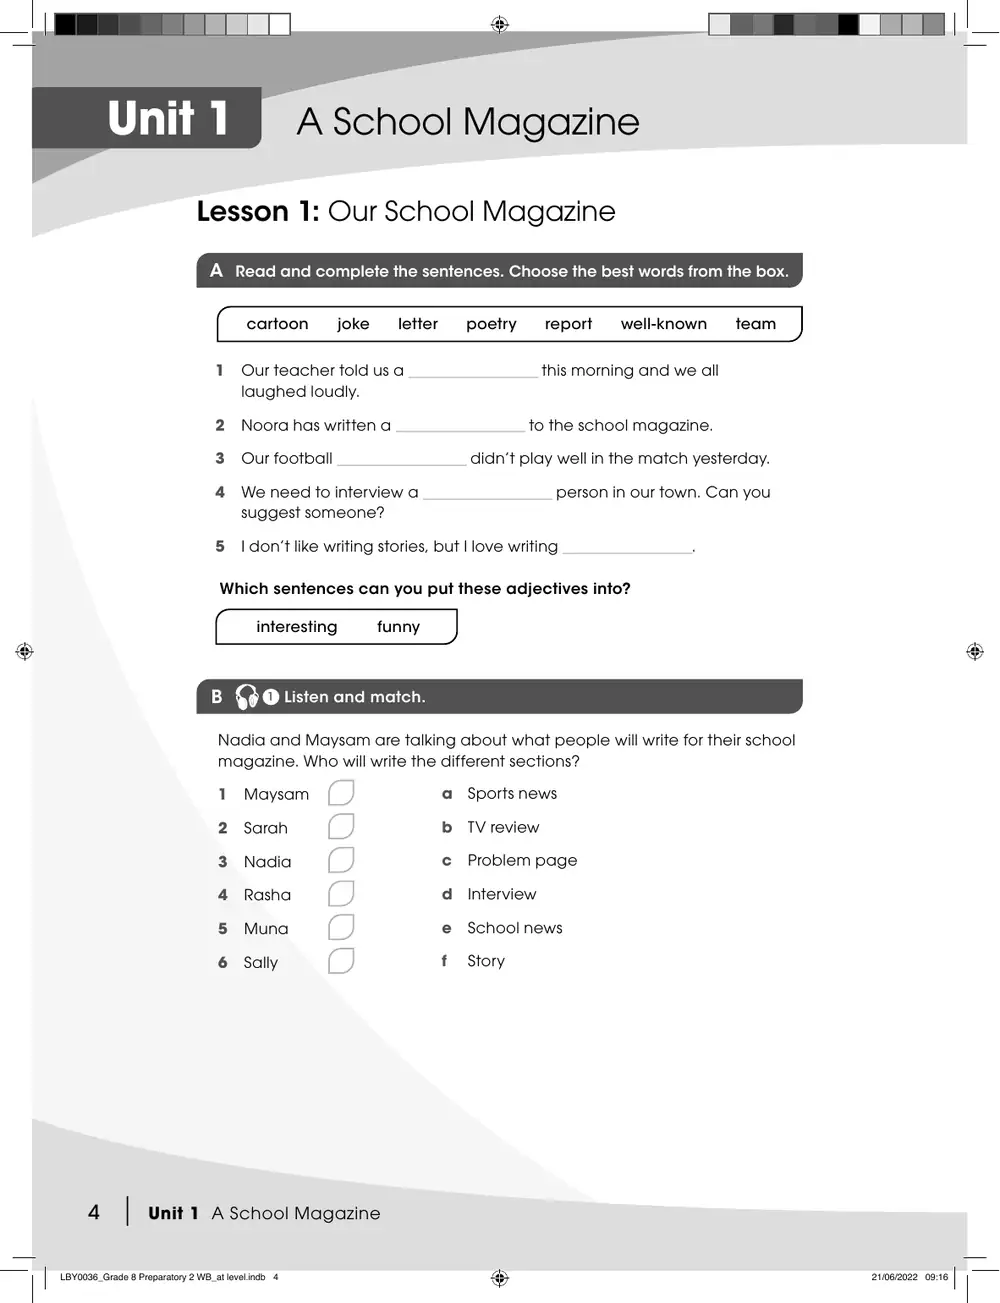 Unit 1 A School Magazine
Lesson 1: Our School Magazine
A Read and complete the sentences. Choose the best words from the box.
cartoon joke letter poetry report well-known team
1 Our teacher told us a ______________ this morning and we all
laughed loudly.
2 Noora has written a ______________ to the school magazine.
3 Our football ______________ didn’t play well in the match yesterday.
4 We need to interview a ______________ person in our town. Can you
suggest someone?
5 I don’t like writing stories, but I love writing ______________.
Which sentences can you put these adjectives into?
interesting funny
B 1 Listen and match.
Nadia and Maysam are talking about what people will write for their school
magazine. Who will write the different sections?
1 Maysam a Sports news
2 Sarah b TV review
3 Nadia c Problem page
4 Rasha d Interview
5 Muna e School news
6 Sally f Story
4 Unit 1 A School Magazine
LBY0036_Grade 8 Preparatory 2 WB_at level.indb 4 21/06/2022 09:16